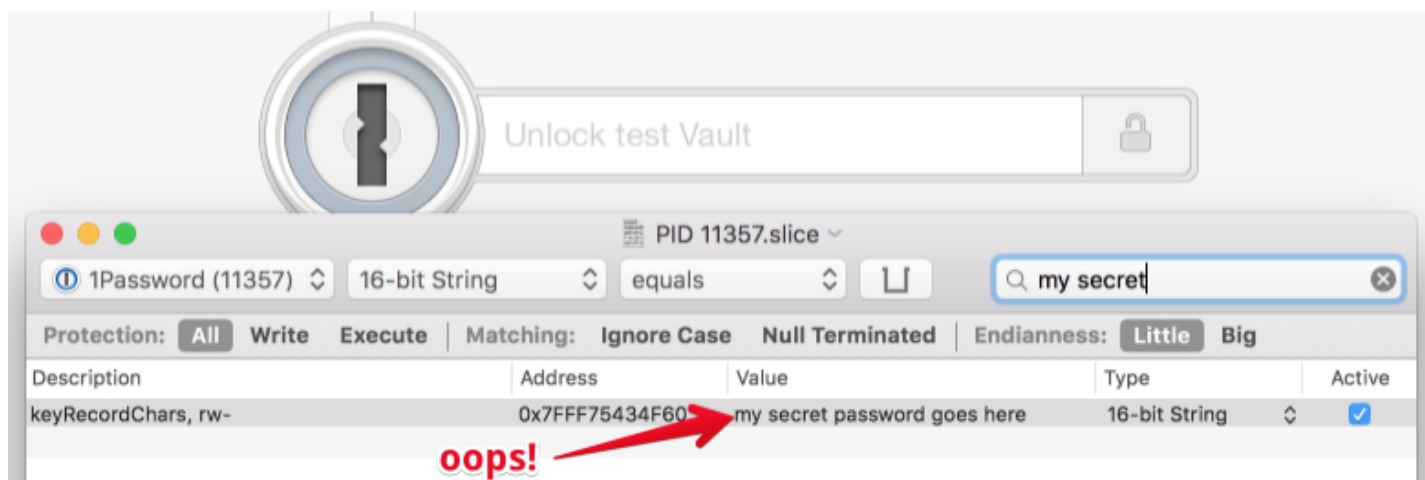 Unlock test Vault
PID 11357.slice
1Password (11357) 16-bit String equals my secret
Protection: All Write Execute Matching: Ignore Case Null Terminated Endianness: Little Big
Description Address Value Type Active
keyRecordChars, rw- 0x7FFF75434F60 my secret password goes here 16-bit String
oops!